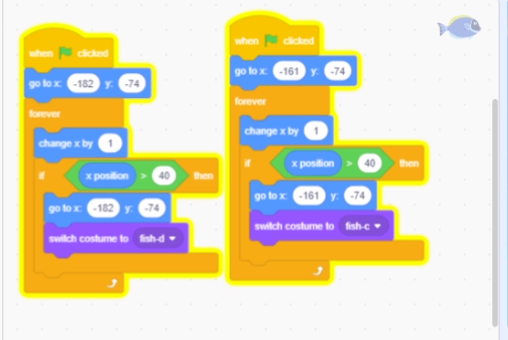 when clicked
go to x: -182 y: -74
forever
change x by 1
if x position > 40 then
go to x: -182 y: -74
switch costume to fish-d
when clicked
go to x: -161 y: -74
forever
change x by 1
if x position > 40 then
go to x: -161 y: -74
switch costume to fish-c